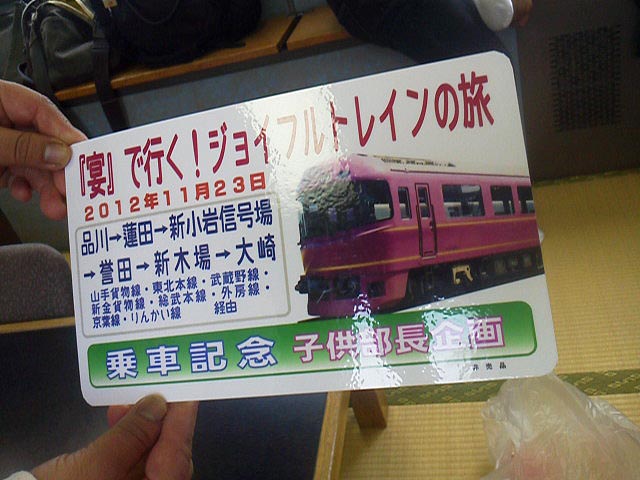 『宴』で行く!ジョイフルトレインの旅
2012年11月23日
品川→蓮田→新小岩信号場
→誉田→新木場→大崎
山手貨物線・東北本線・武蔵野線・
新金貨物線・総武本線・外房線・
京葉線・りんかい線 経由
乗車記念 子供部長企画
非売品